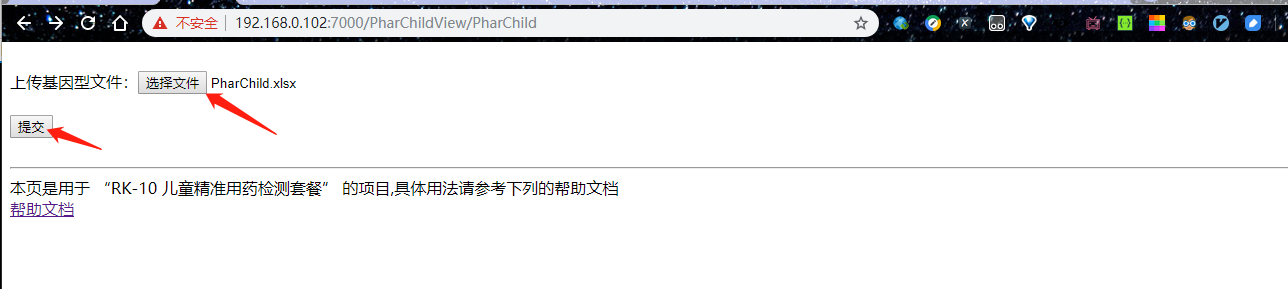 不安全 192.168.0.102:7000/PharChildView/PharChild
上传基因型文件： 选择文件 PharChild.xlsx
提交
本页是用于 “RK-10 儿童精准用药检测套餐” 的项目,具体用法请参考下列的帮助文档
帮助文档